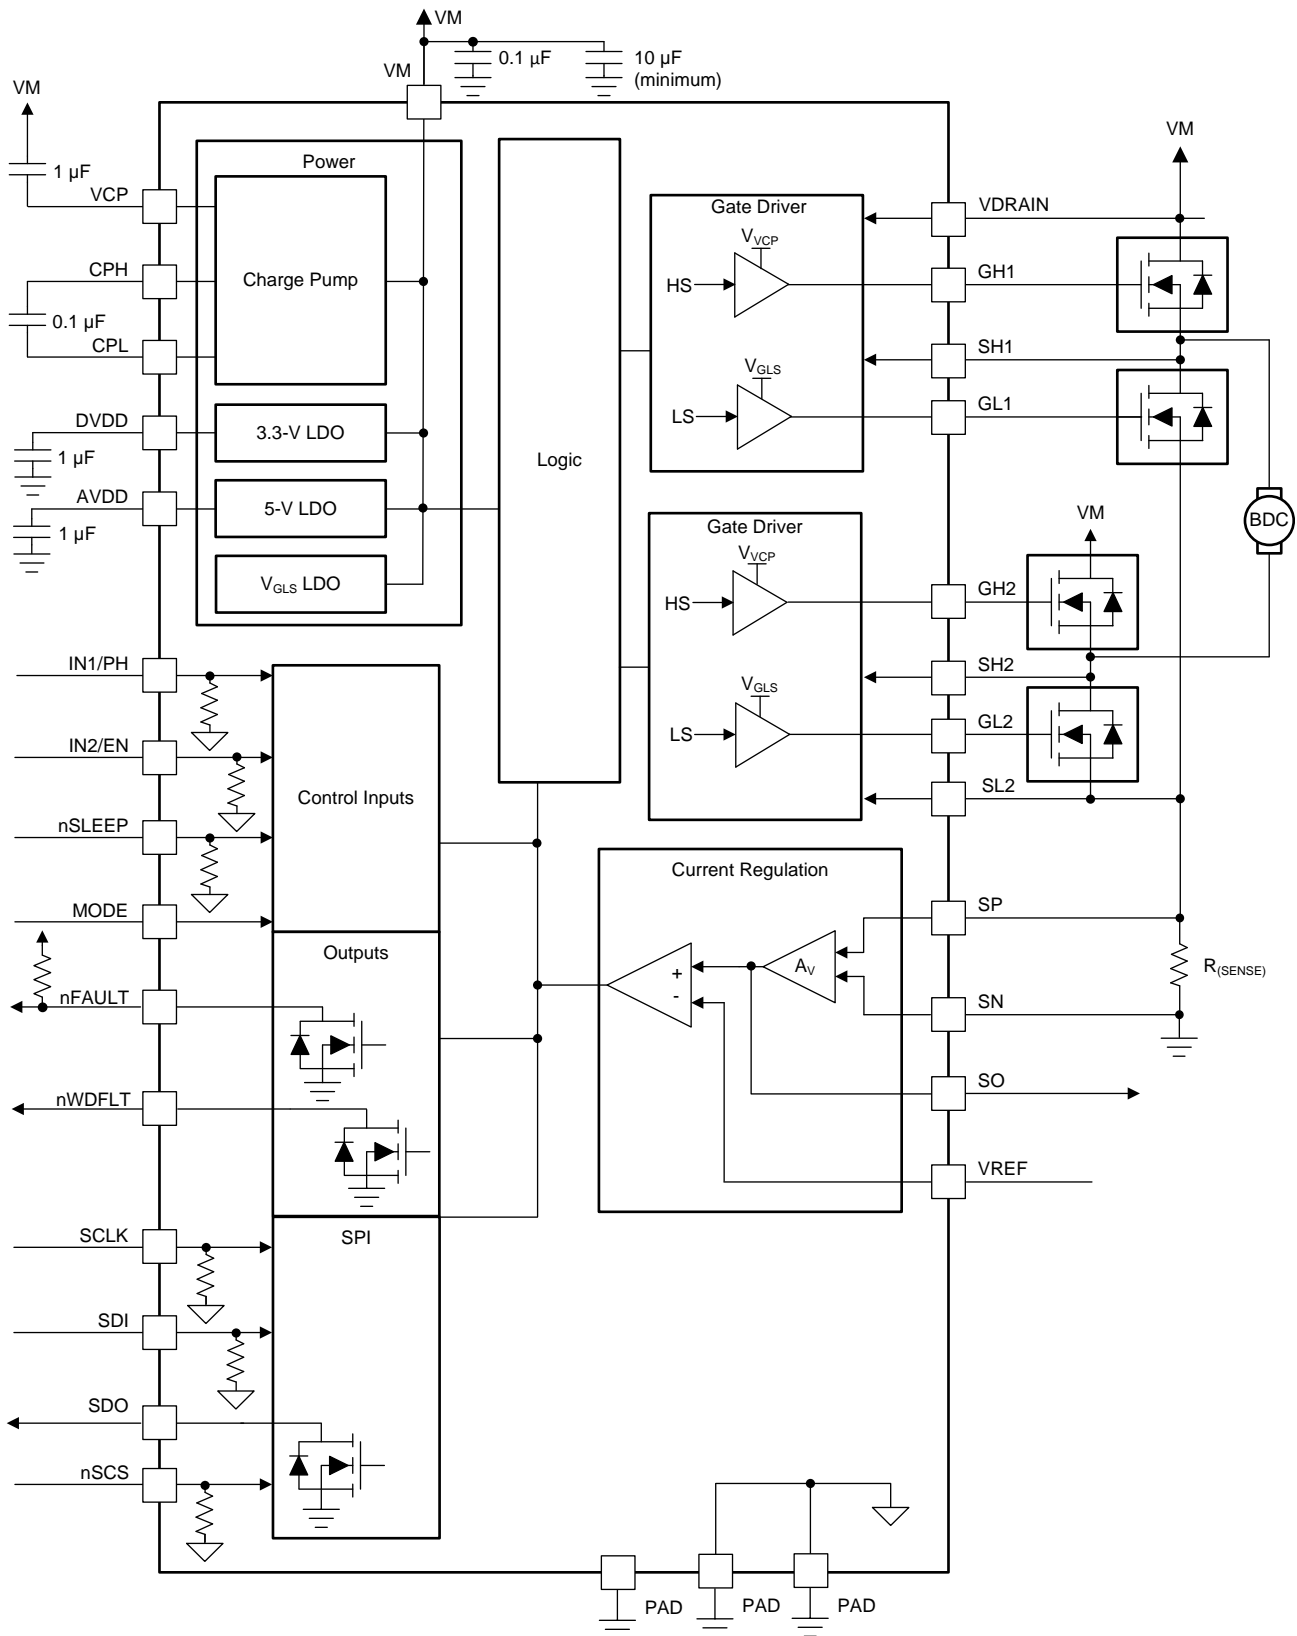 VM
VM
0.1 µF
10 µF
(minimum)
VM
1 µF
VCP
CPH
0.1 µF
CPL
DVDD
1 µF
AVDD
1 µF
Power
Charge Pump
3.3-V LDO
5-V LDO
VGLS LDO
Logic
Gate Driver
VVCP
HS
VGLS
LS
Gate Driver
VVCP
HS
VGLS
LS
VM
VDRAIN
GH1
SH1
GL1
BDC
VM
GH2
SH2
GL2
SL2
IN1/PH
IN2/EN
nSLEEP
MODE
nFAULT
nWDFLT
SCLK
SDI
SDO
nSCS
Control Inputs
Outputs
SPI
Current Regulation
+
-
AV
SP
R(SENSE)
SN
SO
VREF
PAD
PAD
PAD